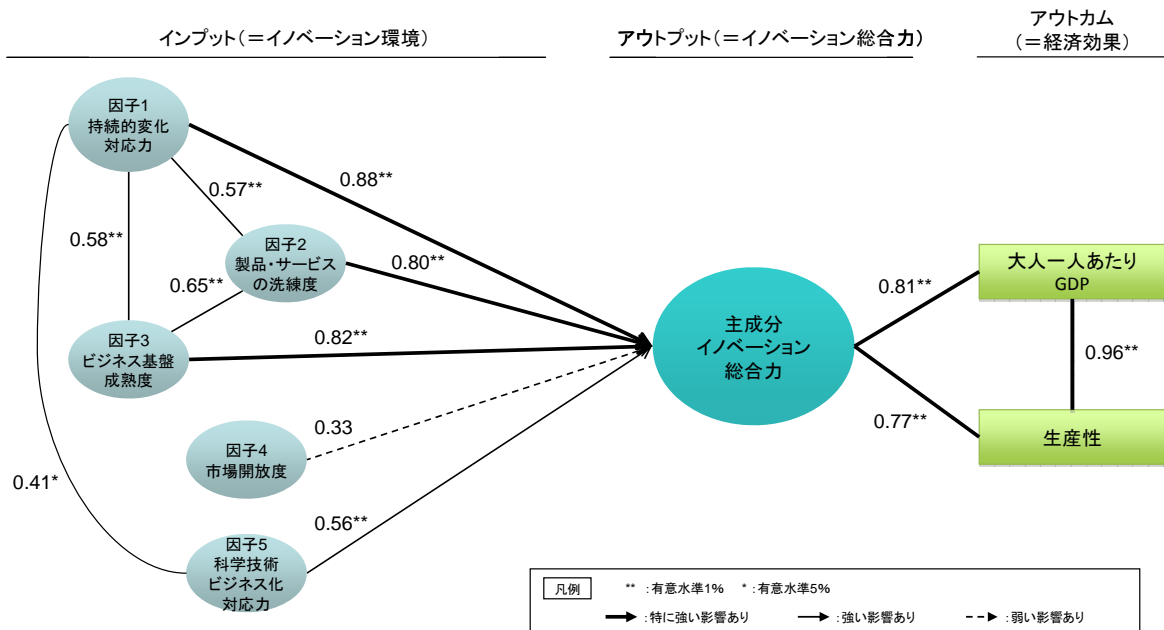 インプット(=イノベーション環境)
アウトプット(=イノベーション総合力)
アウトカム
(=経済効果)
因子1
持続的変化
対応力
0.88**
0.57**
0.58**
因子2
製品・サービス
の洗練度
0.80**
0.65**
因子3
ビジネス基盤
成熟度
0.82**
因子4
市場開放度
0.33
0.41*
因子5
科学技術
ビジネス化
対応力
0.56**
主成分
イノベーション
総合力
0.81**
0.77**
大人一人あたり
GDP
0.96**
生産性
凡例 ** :有意水準1% * :有意水準5%
:特に強い影響あり :強い影響あり :弱い影響あり